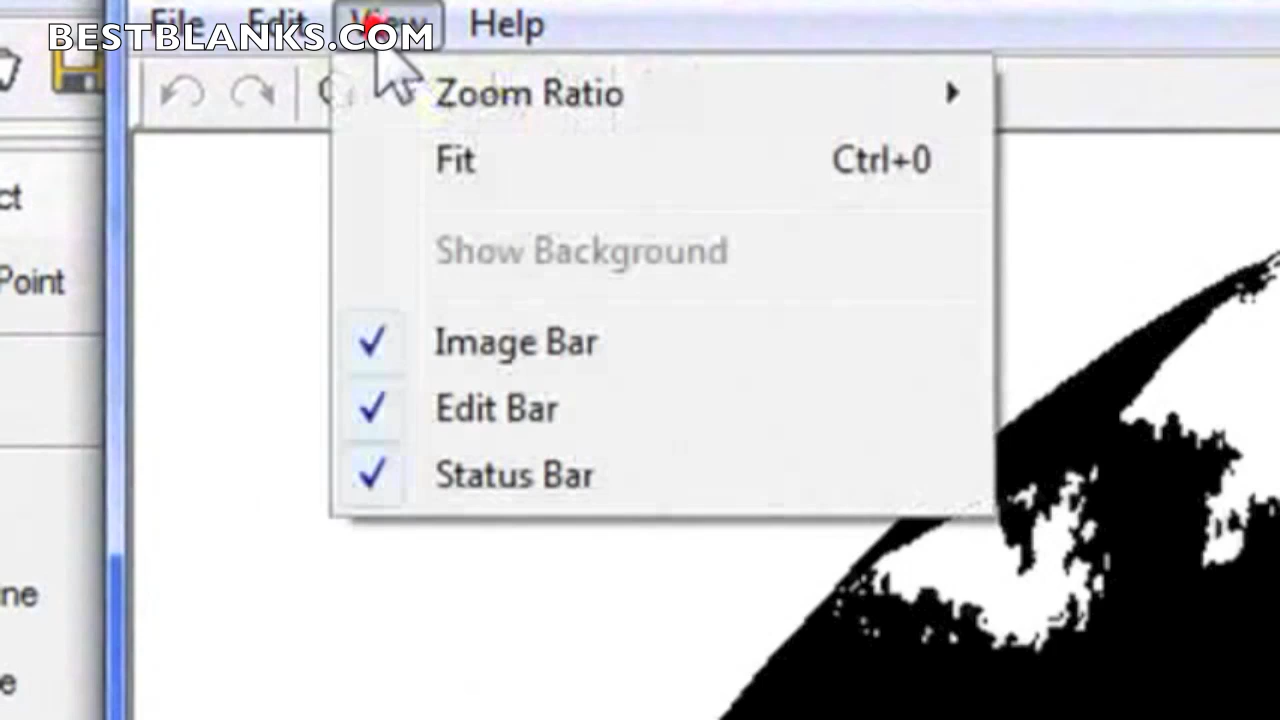 File Edit View Help
BESTBLANKS.COM
Zoom Ratio
Fit Ctrl+0
Show Background
Image Bar
Edit Bar
Status Bar
ct
Point
ne
e